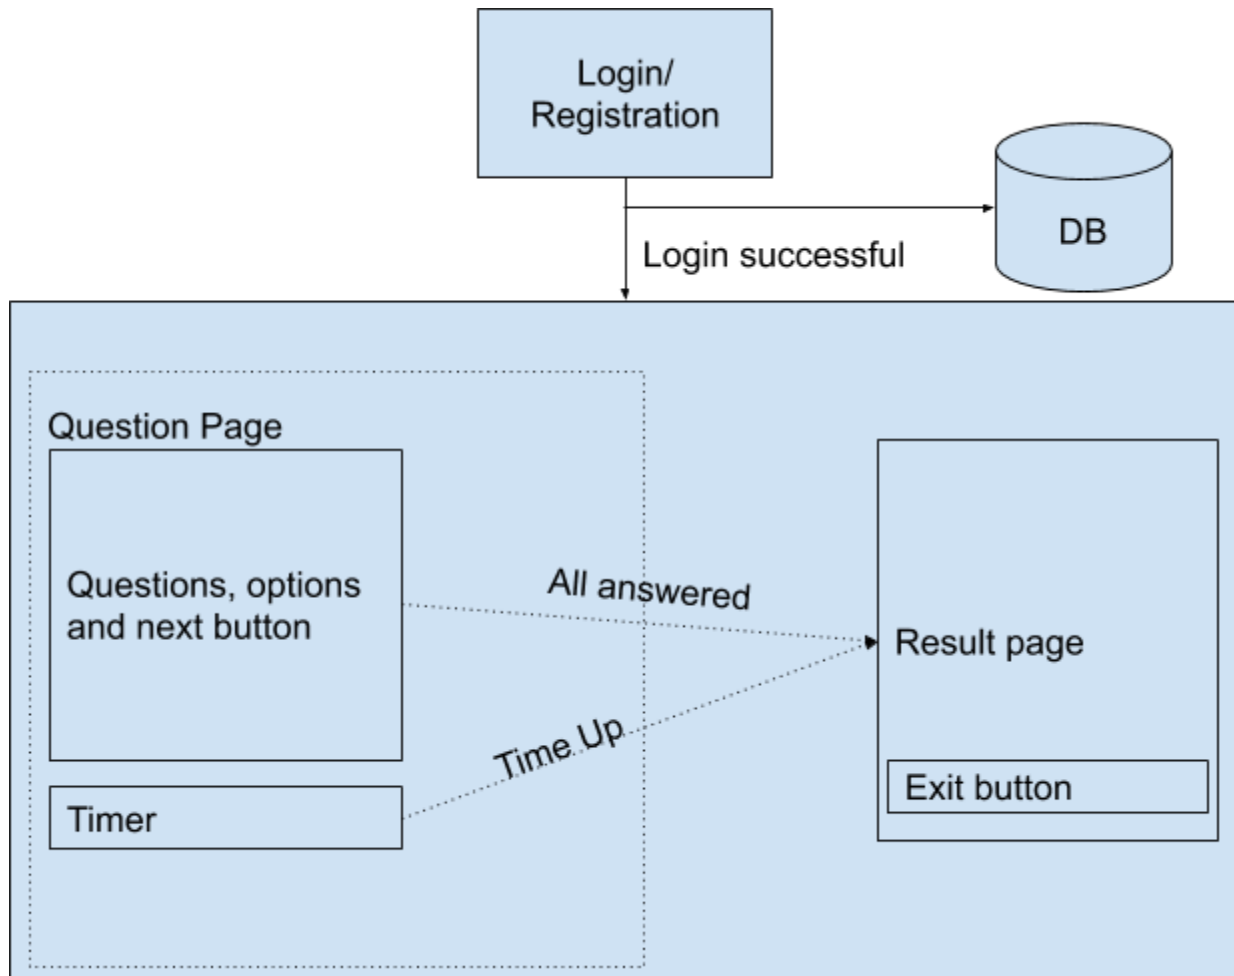 Login/
Registration
DB
Login successful
Question Page
Questions, options
and next button
All answered
Result page
Time Up
Exit button
Timer